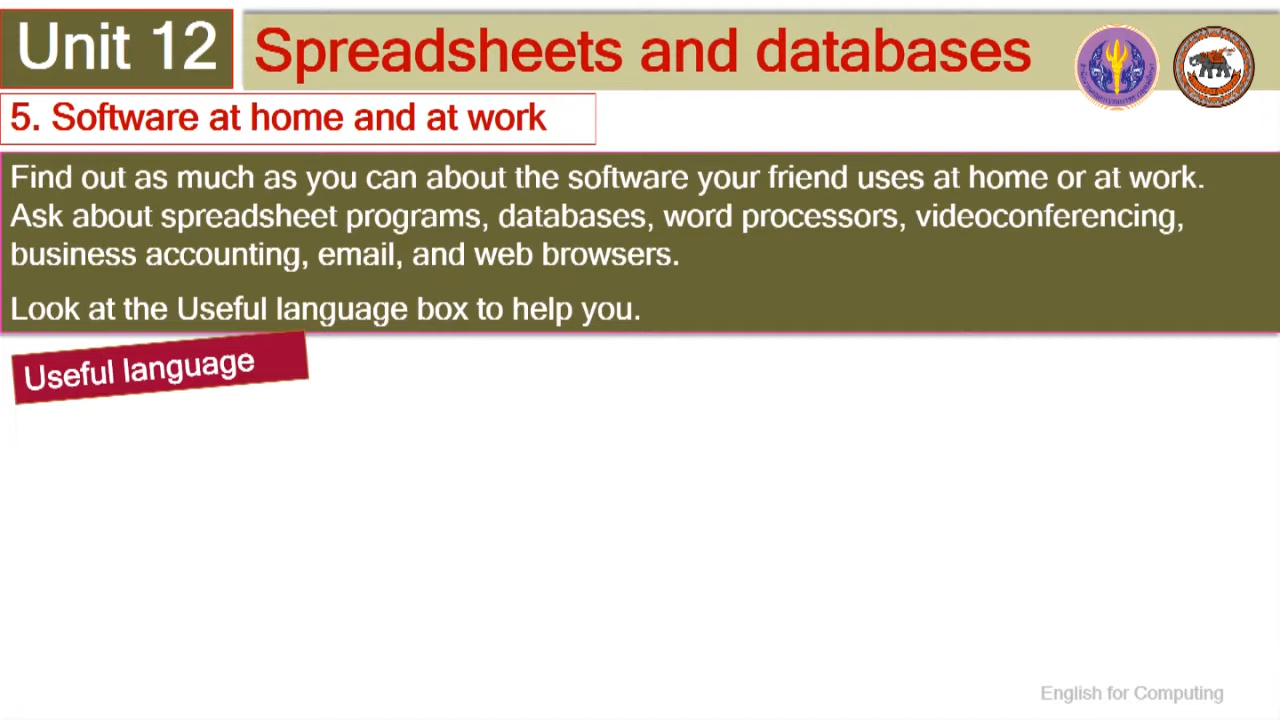 Unit 12
Spreadsheets and databases
5. Software at home and at work
Find out as much as you can about the software your friend uses at home or at work.
Ask about spreadsheet programs, databases, word processors, videoconferencing,
business accounting, email, and web browsers.
Look at the Useful language box to help you.
Useful language
English for Computing